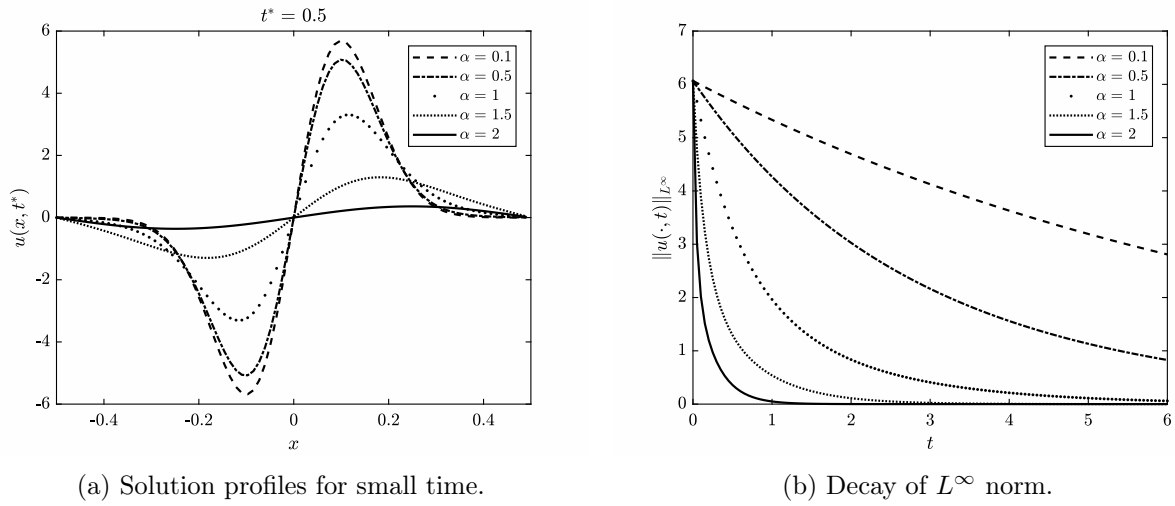 t* = 0.5
6
4
2
0
-2
-4
-6
u(x, t*)
-0.4
-0.2
0
0.2
0.4
x
α = 0.1
α = 0.5
α = 1
α = 1.5
α = 2
(a) Solution profiles for small time.
7
6
5
4
3
2
1
0
||u(·, t)||_{L^∞}
0
1
2
3
4
5
6
t
α = 0.1
α = 0.5
α = 1
α = 1.5
α = 2
(b) Decay of L^∞ norm.